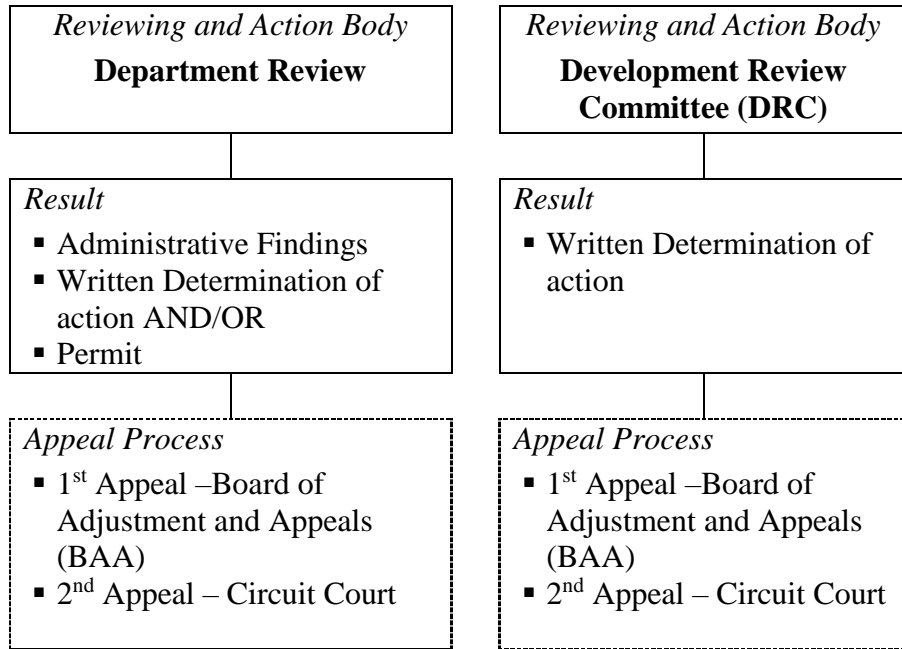 Reviewing and Action Body
Department Review
Result
▪ Administrative Findings
▪ Written Determination of
action AND/OR
▪ Permit
Appeal Process
▪ 1st Appeal –Board of
Adjustment and Appeals
(BAA)
▪ 2nd Appeal – Circuit Court
Reviewing and Action Body
Development Review
Committee (DRC)
Result
▪ Written Determination of
action
Appeal Process
▪ 1st Appeal –Board of
Adjustment and Appeals
(BAA)
▪ 2nd Appeal – Circuit Court